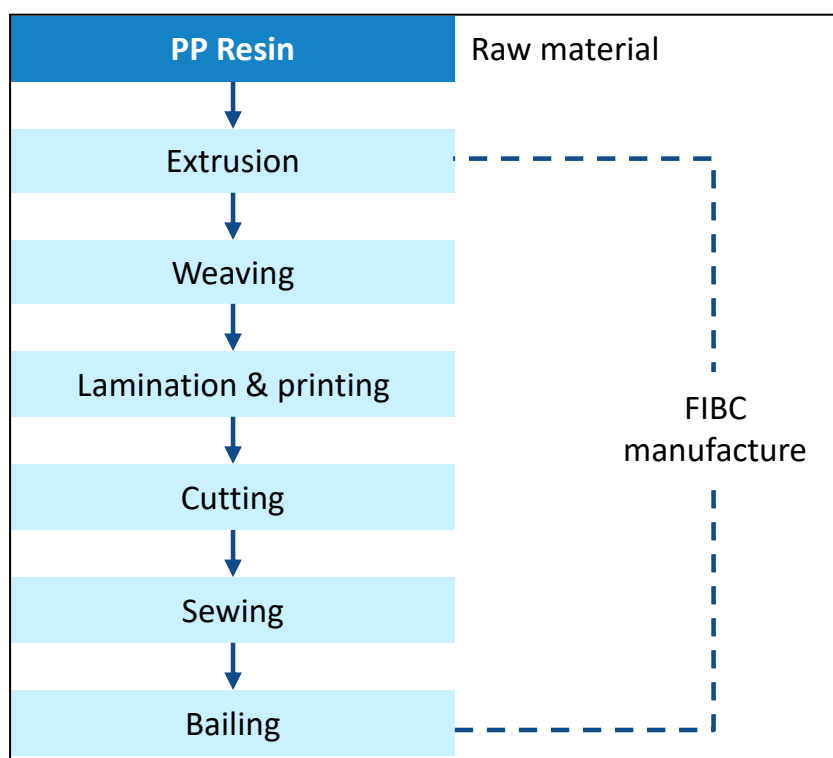 PP Resin
Raw material
Extrusion
Weaving
Lamination & printing
FIBC
manufacture
Cutting
Sewing
Bailing